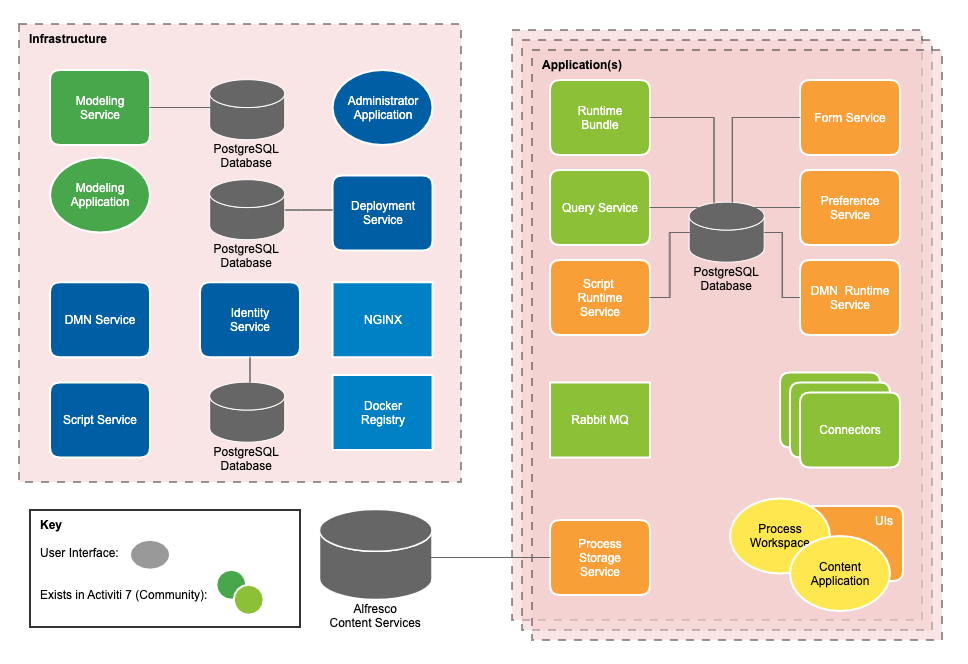 Infrastructure
Modeling
Service
PostgreSQL
Database
Administrator
Application
Modeling
Application
PostgreSQL
Database
Deployment
Service
DMN Service
Identity
Service
NGINX
Script Service
PostgreSQL
Database
Docker
Registry
Key
User Interface:
Exists in Activiti 7 (Community):
Alfresco
Content Services
Application(s)
Runtime
Bundle
Form Service
Query Service
Preference
Service
PostgreSQL
Database
Script
Runtime
Service
DMN Runtime
Service
Rabbit MQ
Connectors
Process
Storage
Service
UIs
Process
Workspace
Content
Application